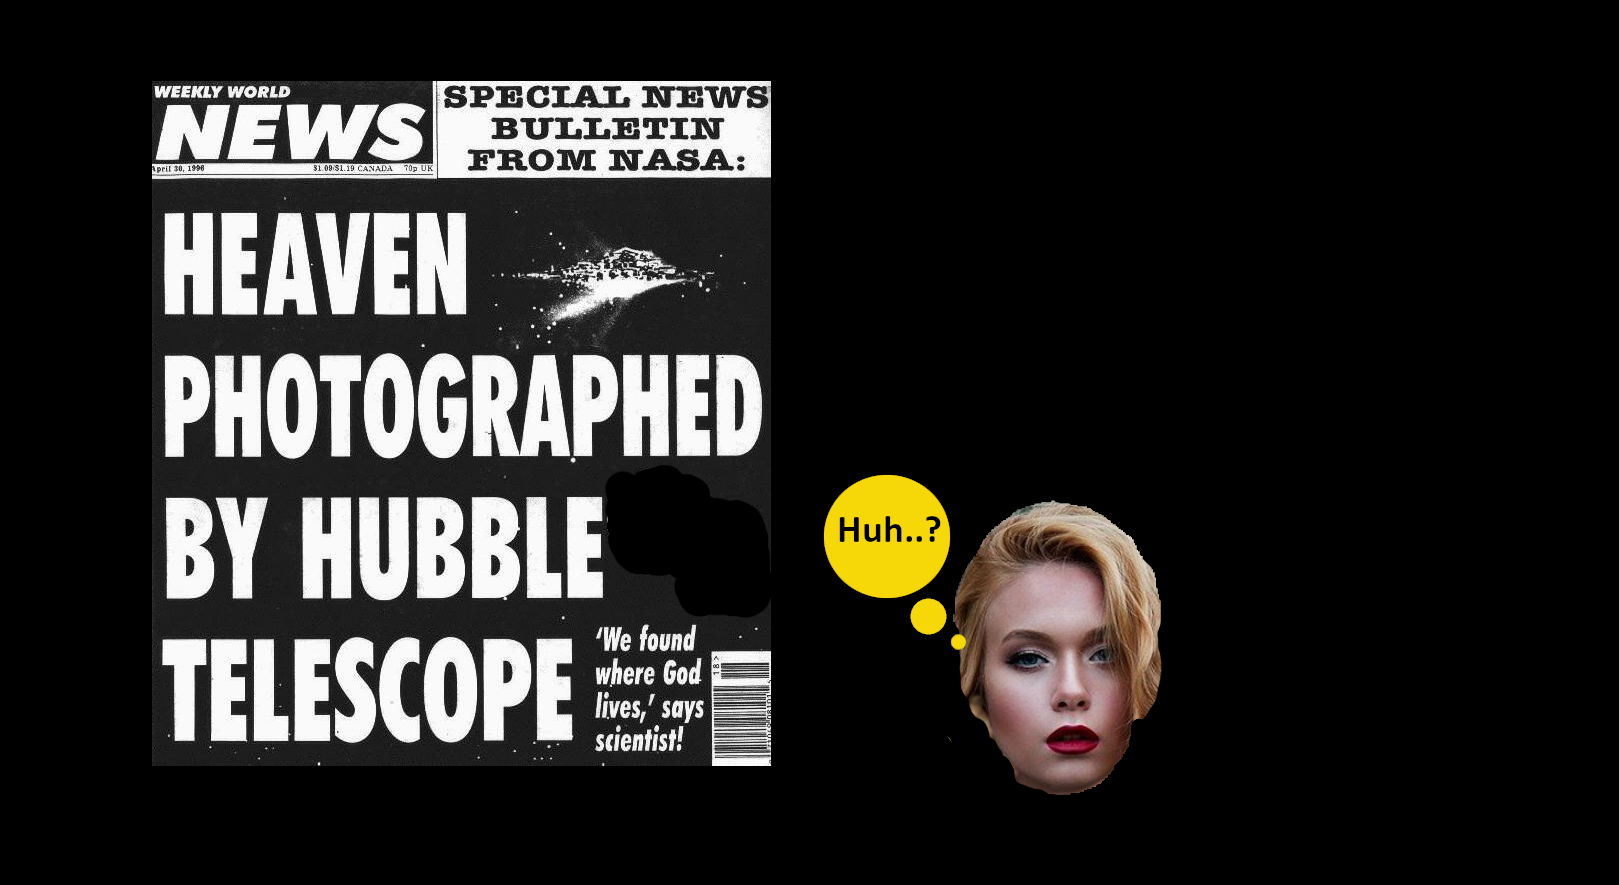 WEEKLY WORLD
NEWS
April 30, 1996 $1.09/$1.19 CANADA 70p UK
SPECIAL NEWS
BULLETIN
FROM NASA:
HEAVEN
PHOTOGRAPHED
BY HUBBLE
TELESCOPE
‘We found
where God
lives,’ says
scientist!
18>
Huh..?